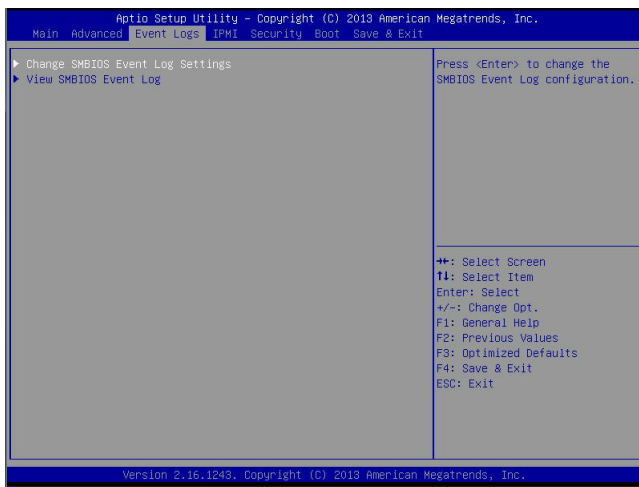 Aptio Setup Utility - Copyright (C) 2013 American Megatrends, Inc.
Main Advanced Event Logs IPMI Security Boot Save & Exit
▶ Change SMBIOS Event Log Settings
▶ View SMBIOS Event Log
Press <Enter> to change the
SMBIOS Event Log configuration.
→←: Select Screen
↑↓: Select Item
Enter: Select
+/-: Change Opt.
F1: General Help
F2: Previous Values
F3: Optimized Defaults
F4: Save & Exit
ESC: Exit
Version 2.16.1243. Copyright (C) 2013 American Megatrends, Inc.